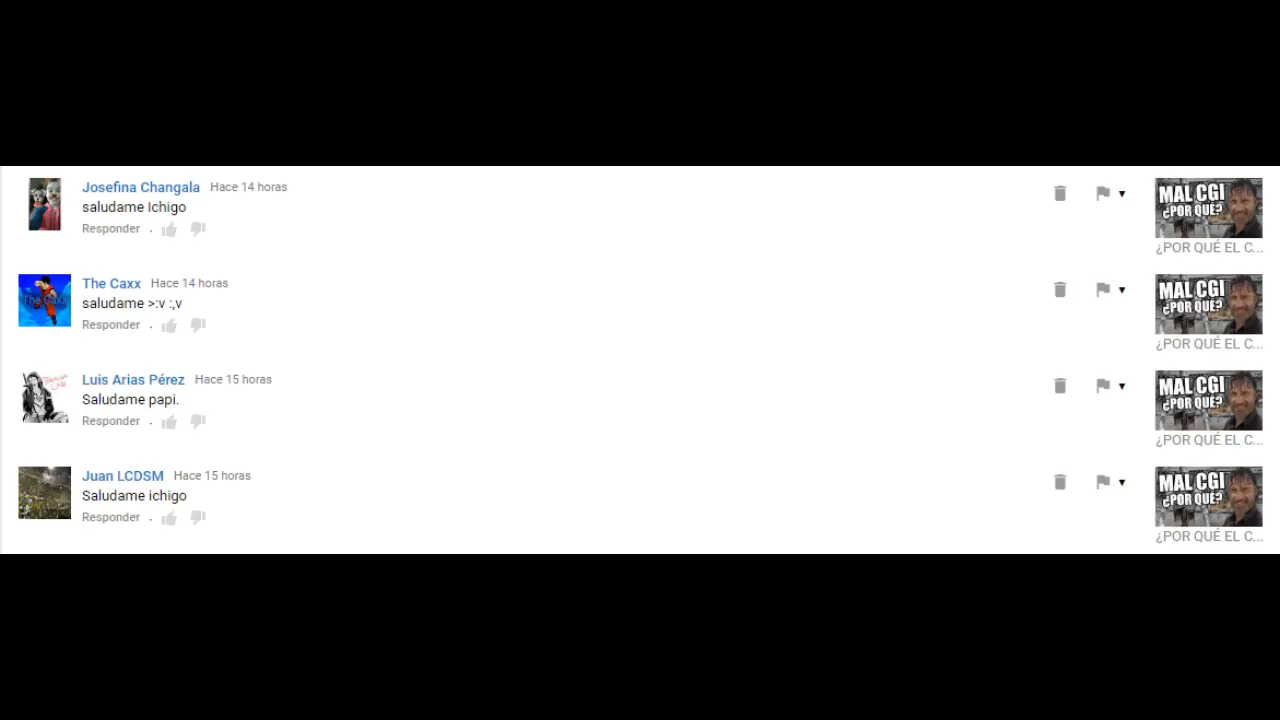 Josefina Changala Hace 14 horas
saludame Ichigo
Responder
MAL CGI
¿POR QUÉ?
¿POR QUÉ EL C...
The Caxx Hace 14 horas
saludame >:v :,v
Responder
The Caxx
MAL CGI
¿POR QUÉ?
¿POR QUÉ EL C...
Luis Arias Pérez Hace 15 horas
Saludame papi.
Responder
MAL CGI
¿POR QUÉ?
¿POR QUÉ EL C...
Juan LCDSM Hace 15 horas
Saludame ichigo
Responder
MAL CGI
¿POR QUÉ?
¿POR QUÉ EL C...